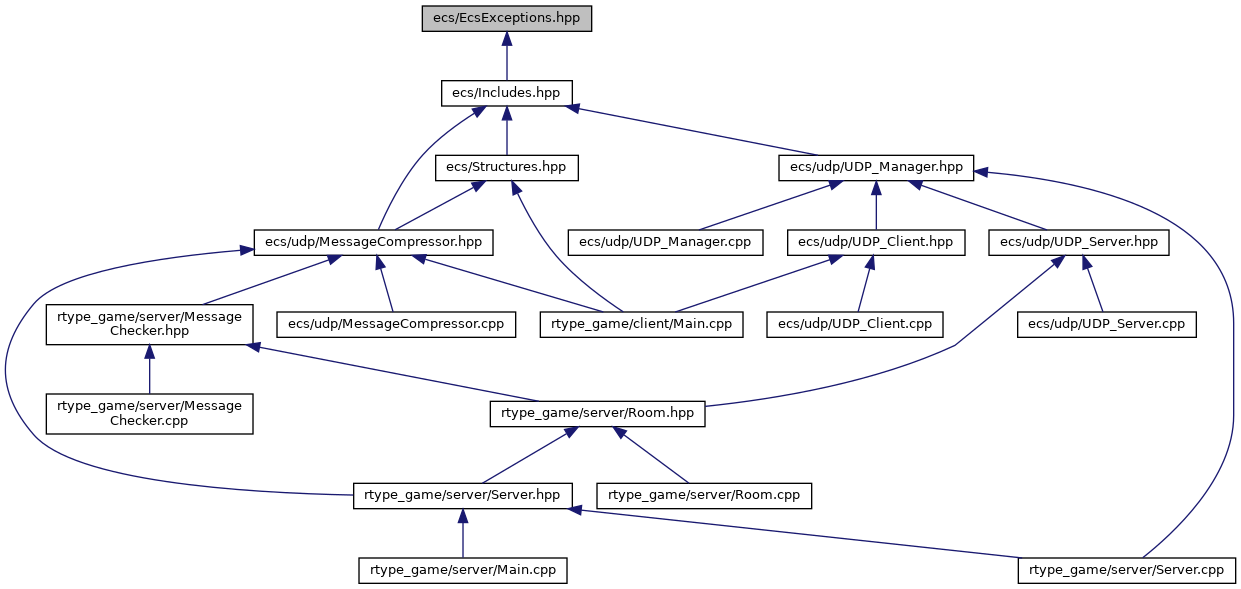 ecs/EcsExceptions.hpp
ecs/Includes.hpp
ecs/Structures.hpp
ecs/udp/UDP_Manager.hpp
ecs/udp/MessageCompressor.hpp
ecs/udp/UDP_Manager.cpp
ecs/udp/UDP_Client.hpp
ecs/udp/UDP_Server.hpp
rtype_game/server/Message
Checker.hpp
ecs/udp/MessageCompressor.cpp
rtype_game/client/Main.cpp
ecs/udp/UDP_Client.cpp
ecs/udp/UDP_Server.cpp
rtype_game/server/Message
Checker.cpp
rtype_game/server/Room.hpp
rtype_game/server/Server.hpp
rtype_game/server/Room.cpp
rtype_game/server/Main.cpp
rtype_game/server/Server.cpp